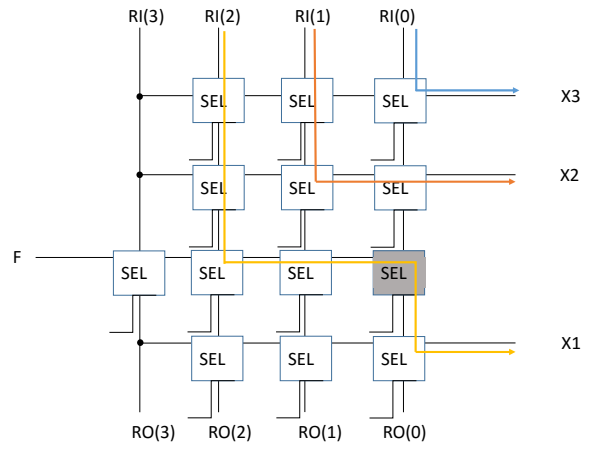 RI(3) RI(2) RI(1) RI(0)
SEL SEL SEL X3
SEL SEL SEL X2
F SEL SEL SEL SEL
SEL SEL SEL X1
RO(3) RO(2) RO(1) RO(0)